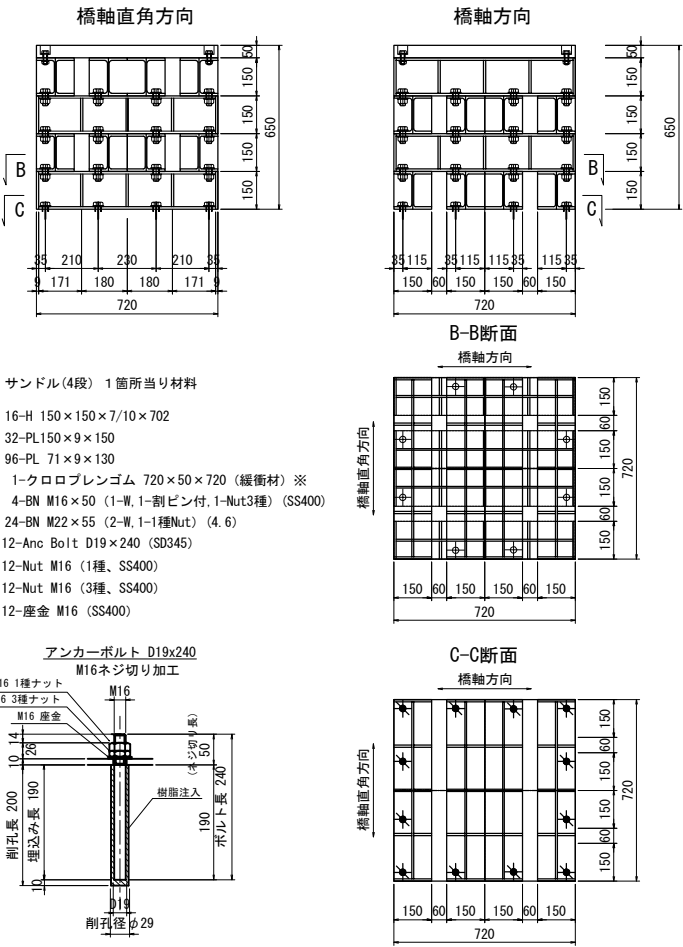 橋軸直角方向
50
150
150
150
150
650
B
C
35 210 230 210 35
9 171 180 180 171 9
720
橋軸方向
50
150
150
150
150
650
B
B
C
C
35 115 35 115 115 35 115 35
150 60 150 150 60 150
720
サンドル(4段) 1箇所当り材料
16-H 150×150×7/10×702
32-PL150×9×150
96-PL 71×9×130
1-クロロプレンゴム 720×50×720 (緩衝材) ※
4-BN M16×50 (1-W,1-割ピン付,1-Nut3種) (SS400)
24-BN M22×55 (2-W,1-1種Nut) (4.6)
12-Anc Bolt D19×240 (SD345)
12-Nut M16 (1種、SS400)
12-Nut M16 (3種、SS400)
12-座金 M16 (SS400)
B-B断面
橋軸方向
橋軸直角方向
150
60
150
150
60
150
720
150 60 150 150 60 150
720
アンカーボルト D19x240
M16ネジ切り加工
16 1種ナット
6 3種ナット
M16 座金
M16
14
26
10
削孔長 200
埋込み長 190
10
(ネジ切り長)
50
190
ボルト長 240
樹脂注入
D19
削孔径φ29
C-C断面
橋軸方向
橋軸直角方向
150
60
150
150
60
150
720
150 60 150 150 60 150
720